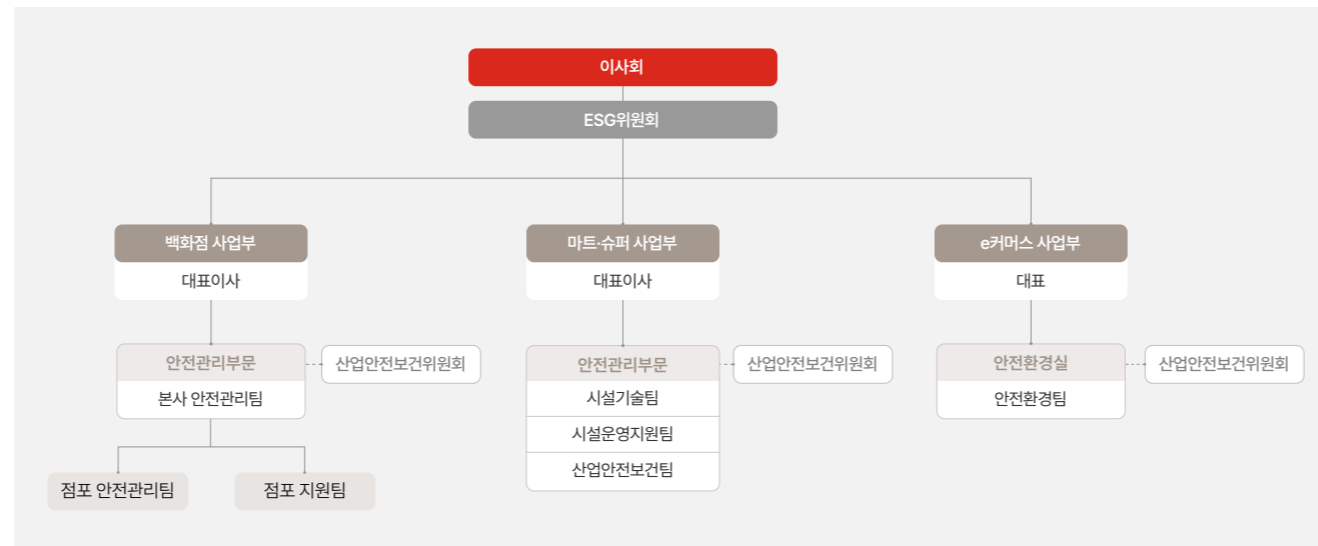 이사회
ESG위원회
백화점 사업부
대표이사
안전관리부문
산업안전보건위원회
본사 안전관리팀
점포 안전관리팀
점포 지원팀
마트·슈퍼 사업부
대표이사
안전관리부문
산업안전보건위원회
시설기술팀
시설운영지원팀
산업안전보건팀
e커머스 사업부
대표
안전환경실
산업안전보건위원회
안전환경팀